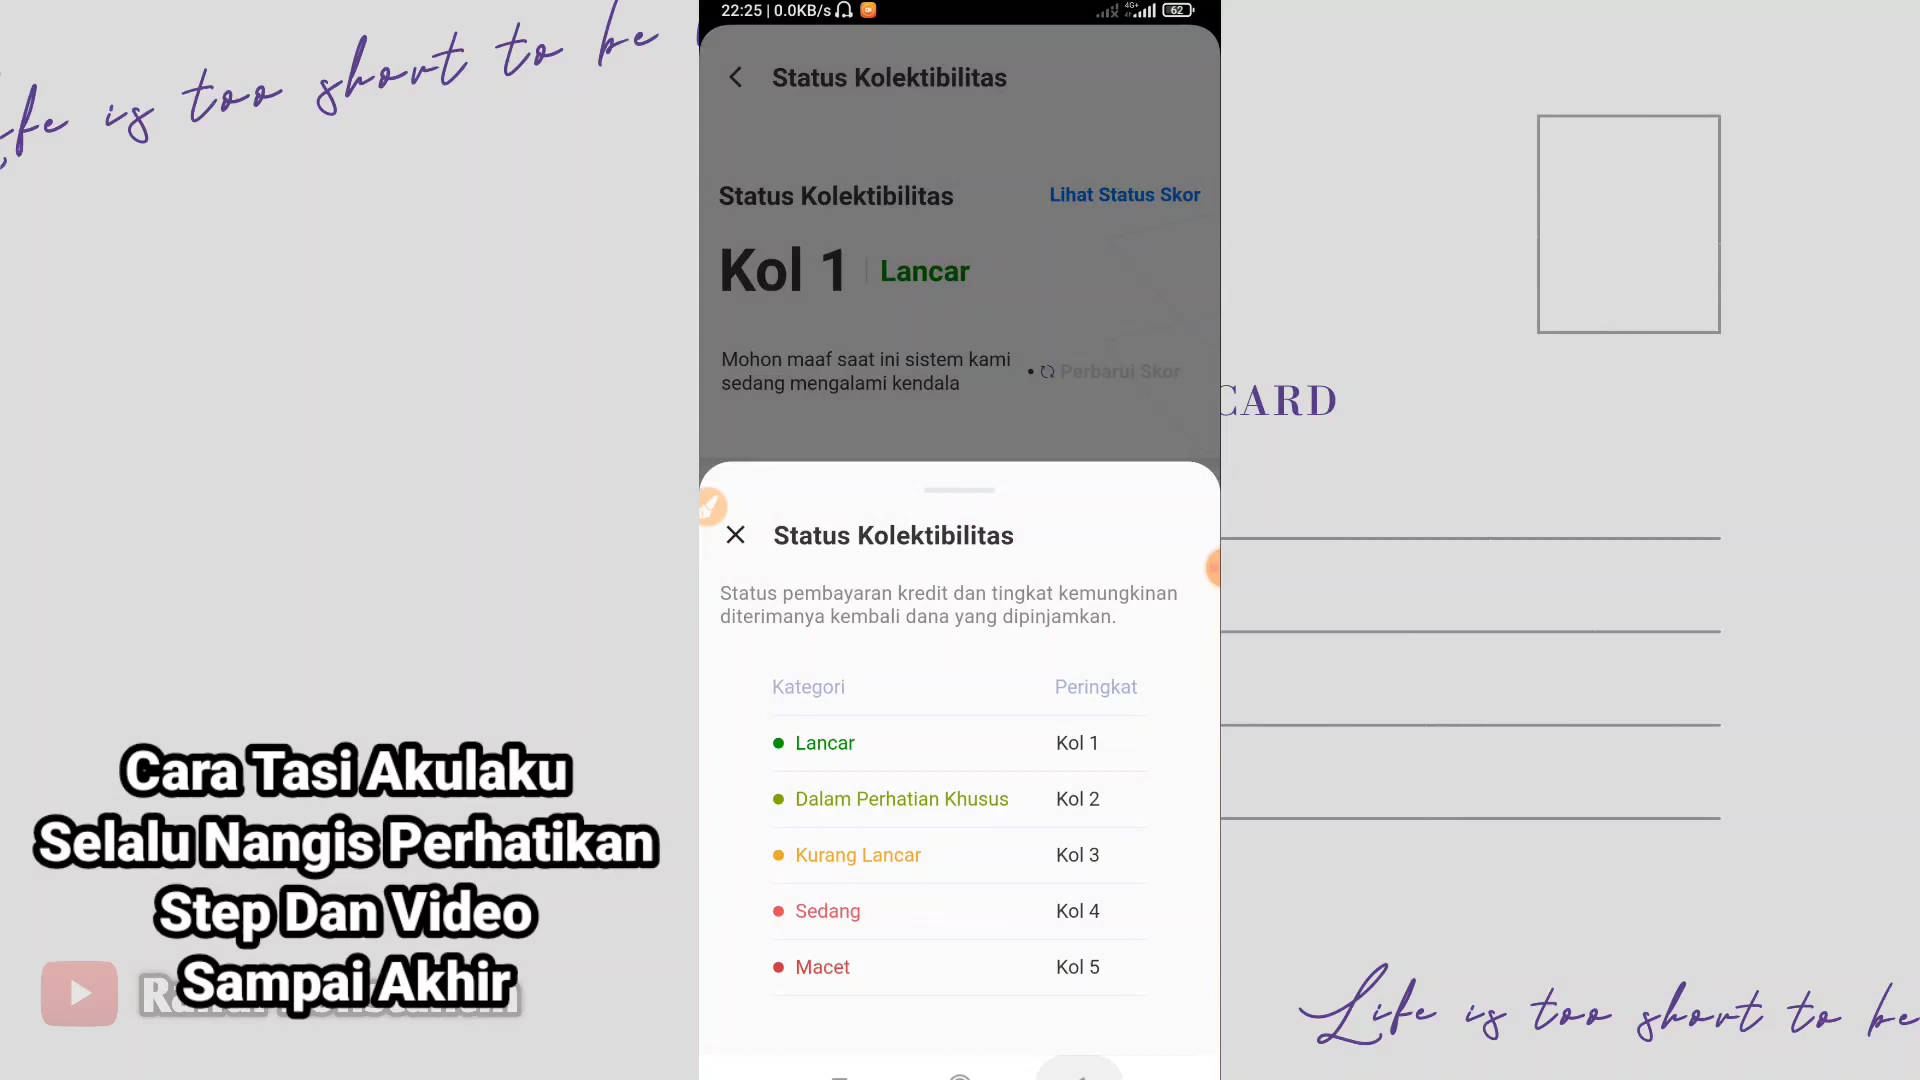 22:25 | 0.0KB/s
4G+
62
Life is too short to be
Status Kolektibilitas
Status Kolektibilitas
Lihat Status Skor
Kol 1
Lancar
Mohon maaf saat ini sistem kami
sedang mengalami kendala
• Perbarui Skor
CARD
Status Kolektibilitas
Status pembayaran kredit dan tingkat kemungkinan
diterimanya kembali dana yang dipinjamkan.
Kategori Peringkat
Lancar Kol 1
Dalam Perhatian Khusus Kol 2
Kurang Lancar Kol 3
Sedang Kol 4
Macet Kol 5
Cara Tasi Akulaku
Selalu Nangis Perhatikan
Step Dan Video
Sampai Akhir
Life is too short to be